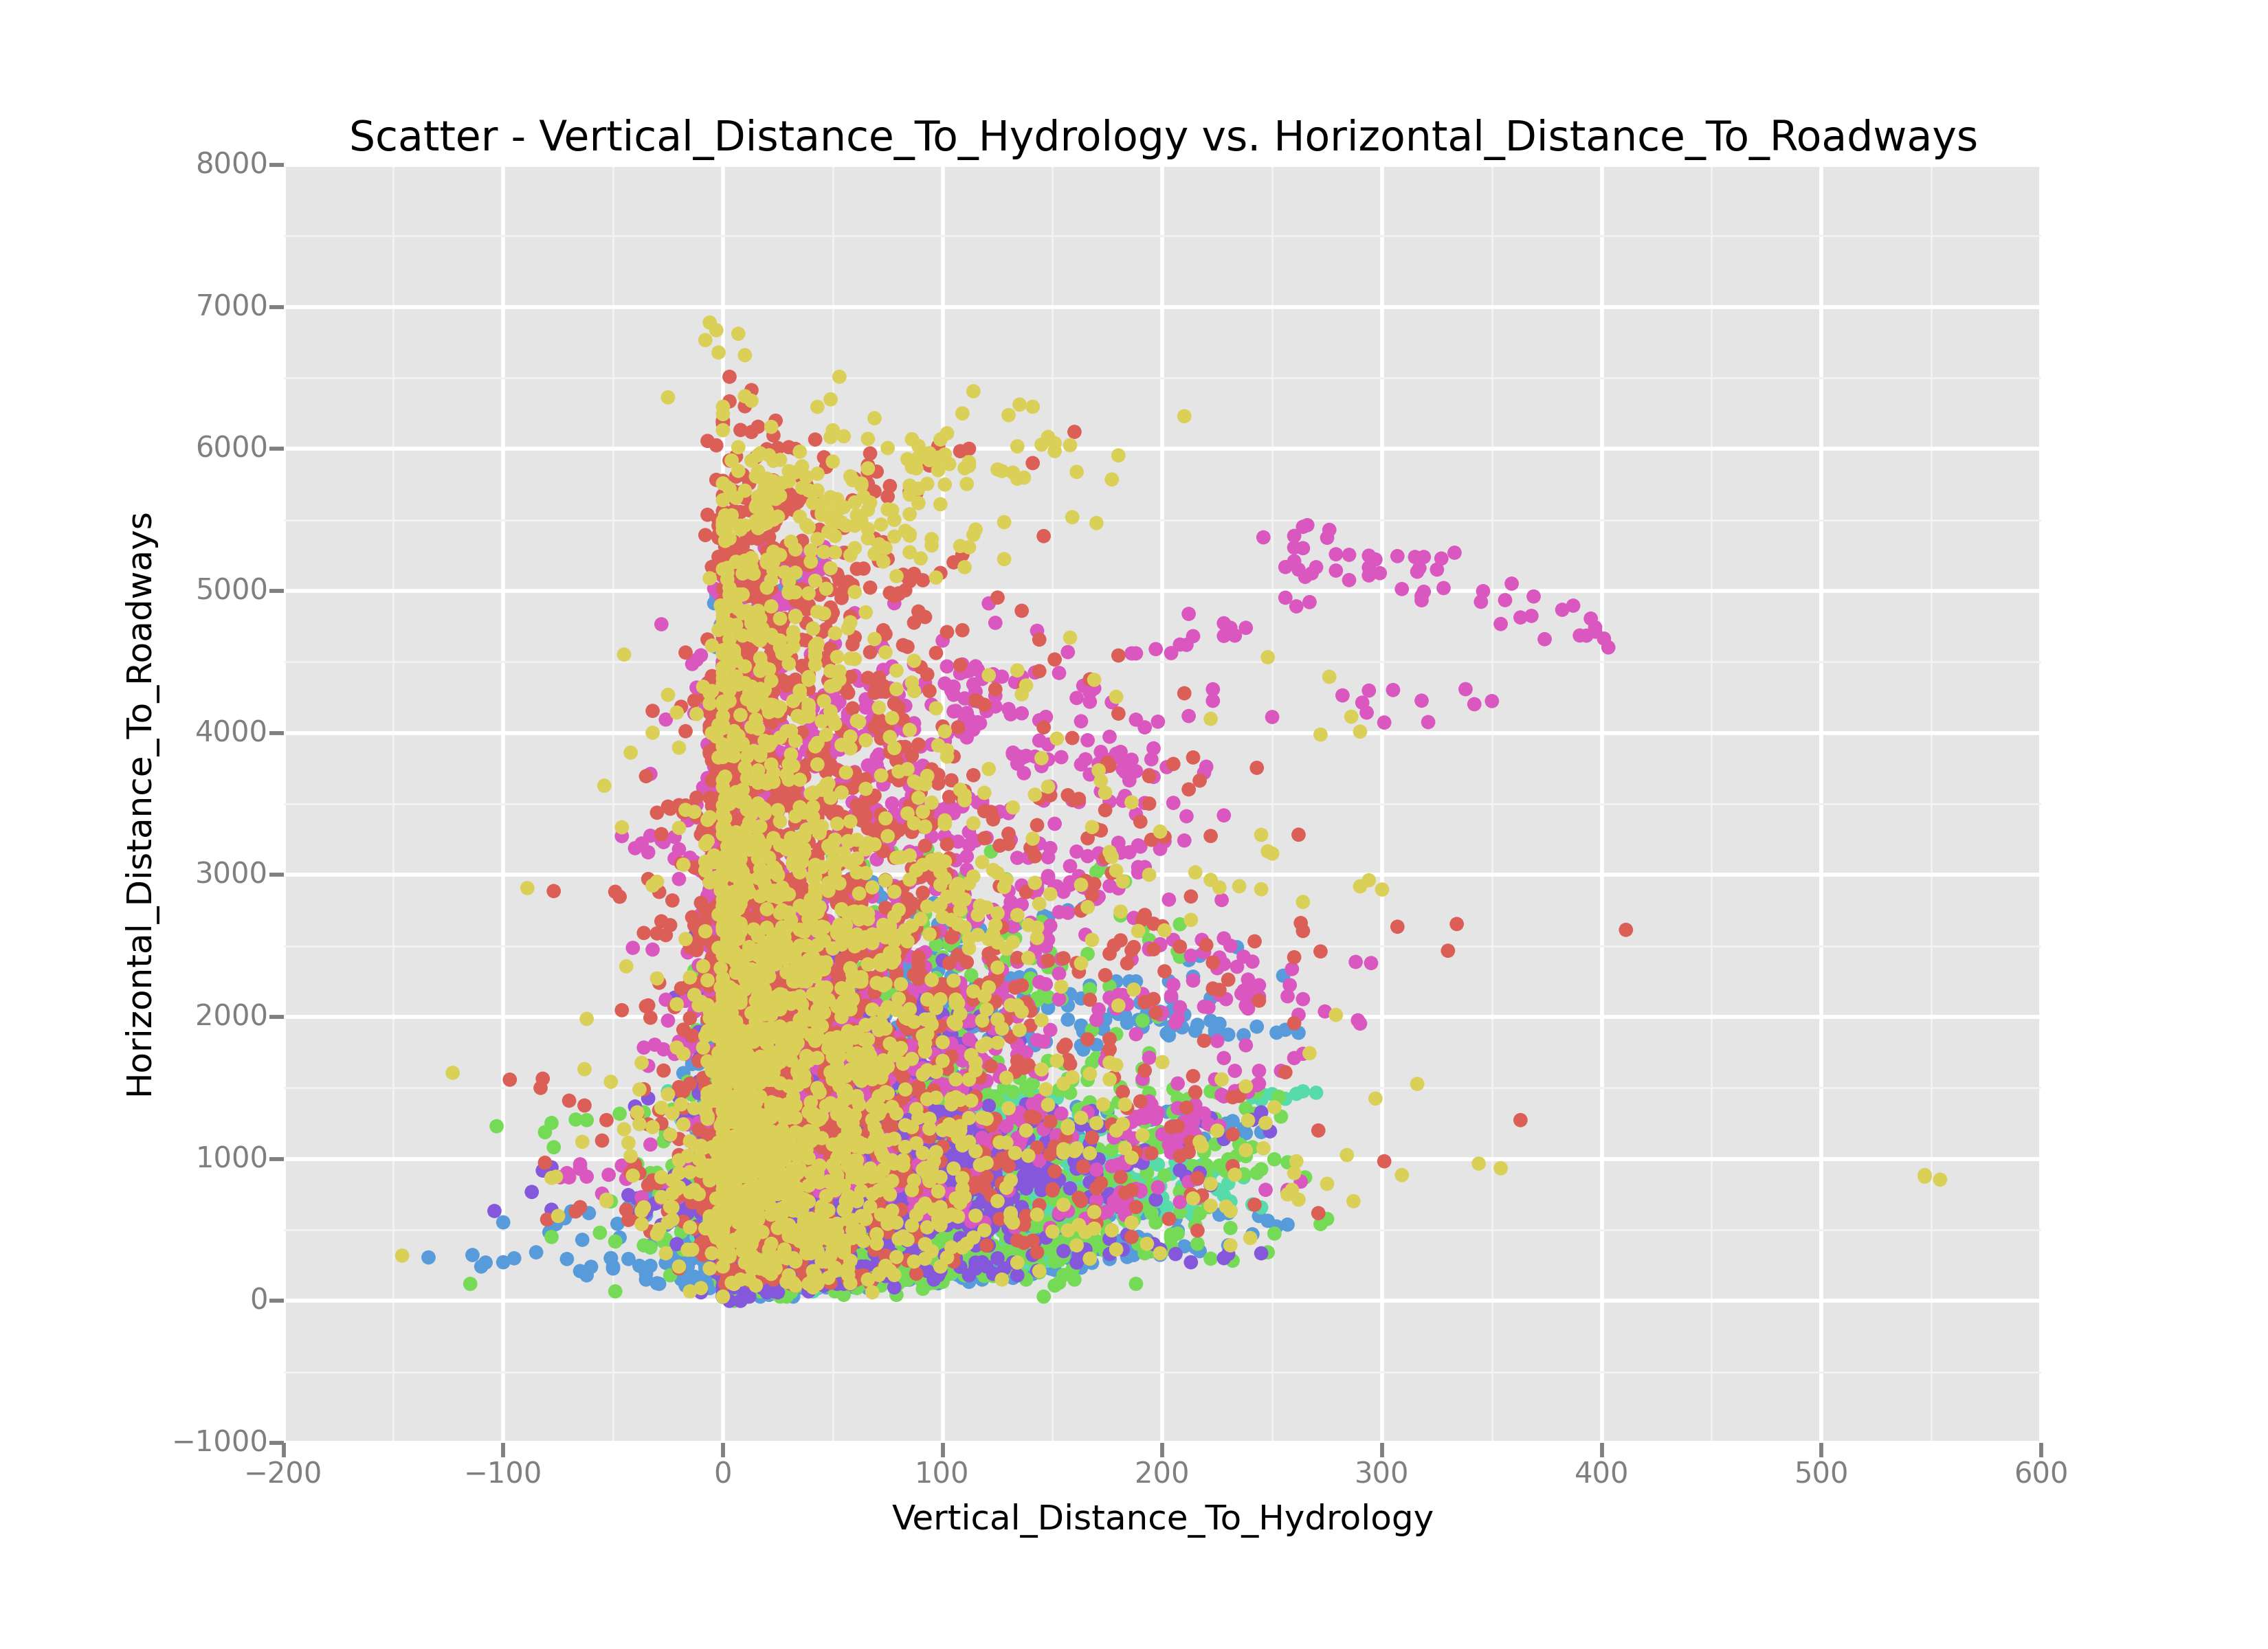 Scatter - Vertical_Distance_To_Hydrology vs. Horizontal_Distance_To_Roadways
8000
7000
6000
5000
4000
3000
2000
1000
0
−1000
Horizontal_Distance_To_Roadways
−200 −100 0 100 200 300 400 500 600
Vertical_Distance_To_Hydrology